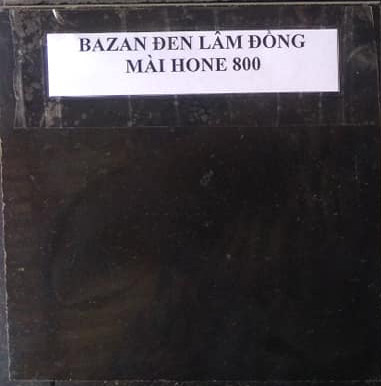 BAZAN ĐEN LÂM ĐỒNG
MÀI HONE 800